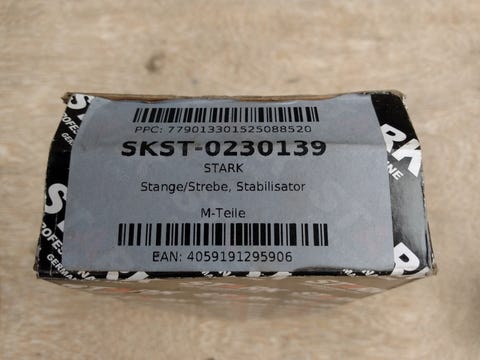 PPC: 779013301525088520
SKST-0230139
STARK
Stange/Strebe, Stabilisator
M-Teile
EAN: 4059191295906